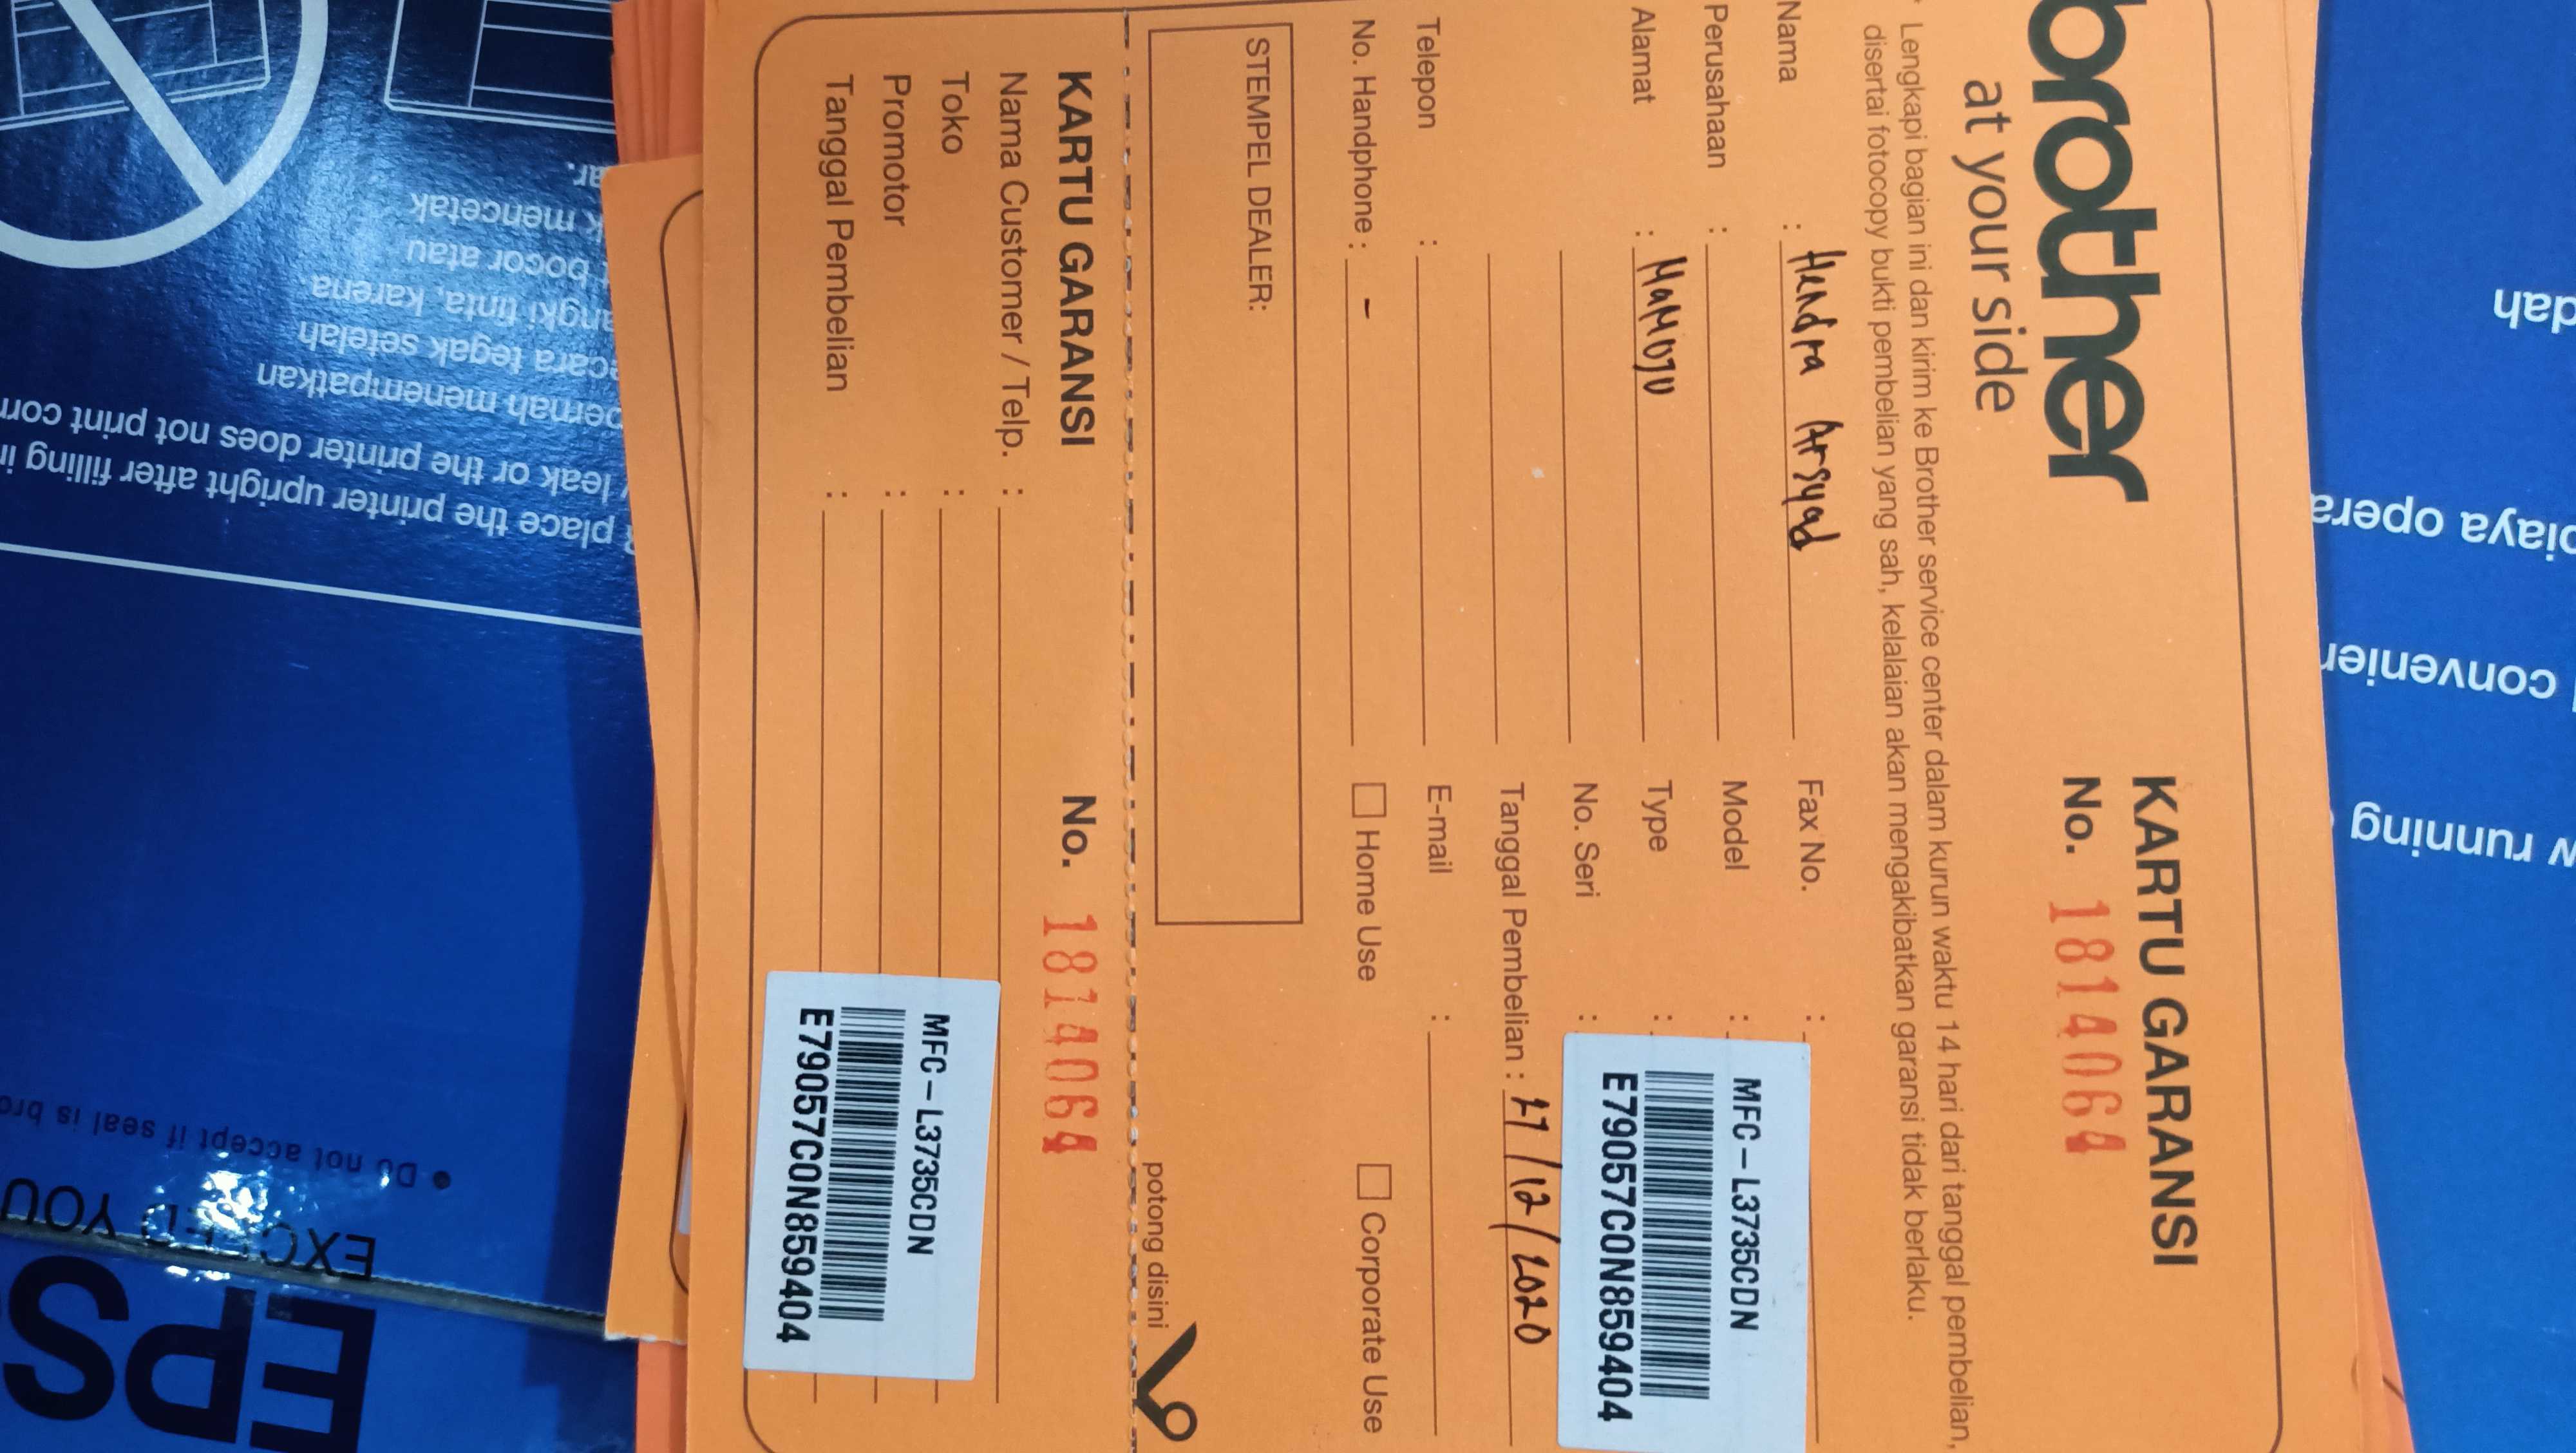 brother
at your side
KARTU GARANSI
No. 1814064
* Lengkapi bagian ini dan kirim ke Brother service center dalam kurun waktu 14 hari dari tanggal pembelian,
disertai fotocopy bukti pembelian yang sah, kelalaian akan mengakibatkan garansi tidak berlaku.
Nama : Hendra Arsyad
Perusahaan :
Alamat : Mamuju
Telepon :
No. Handphone : -
Fax No. :
Model :
Type :
No. Seri :
MFC-L3735CDN
E79057C0N859404
Tanggal Pembelian : 27/12/2020
E-mail :
Home Use
Corporate Use
STEMPEL DEALER:
potong disini
KARTU GARANSI
No. 1814064
Nama Customer / Telp. :
Toko :
Promotor :
Tanggal Pembelian :
MFC-L3735CDN
E79057C0N859404
EPS
EXCEED YOU
• Do not accept if seal is bro
place the printer upright after filling i
leak or the printer does not print corr
pernah menempatkan
cara tegak setelah
angki tinta, karena
bocor atau
k mencetak
ar.
w running
convenien
biaya opera
dah